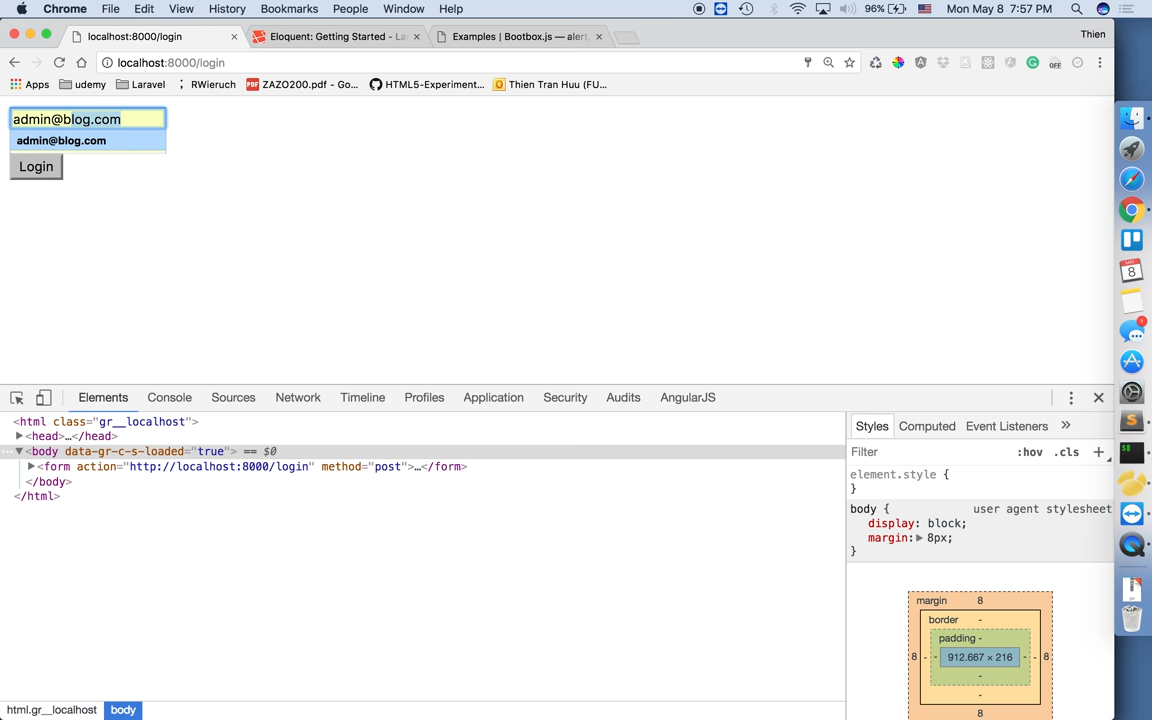 Chrome File Edit View History Bookmarks People Window Help 96% Mon May 8 7:57 PM
localhost:8000/login Eloquent: Getting Started - La Examples | Bootbox.js — alert, Thien
localhost:8000/login
Apps udemy Laravel RWieruch ZAZO200.pdf - Go... HTML5-Experiment... Thien Tran Huu (FU...
admin@blog.com
admin@blog.com
Login
Elements Console Sources Network Timeline Profiles Application Security Audits AngularJS
<html class="gr__localhost">
<head>…</head>
<body data-gr-c-s-loaded="true"> == $0
<form action="http://localhost:8000/login" method="post">…</form>
</body>
</html>
Styles Computed Event Listeners »
Filter :hov .cls +
element.style {
}
body { user agent stylesheet
display: block;
margin: 8px;
}
margin 8
border -
padding -
8 - - 912.667 × 216 - - 8
-
-
8
html.gr__localhost body